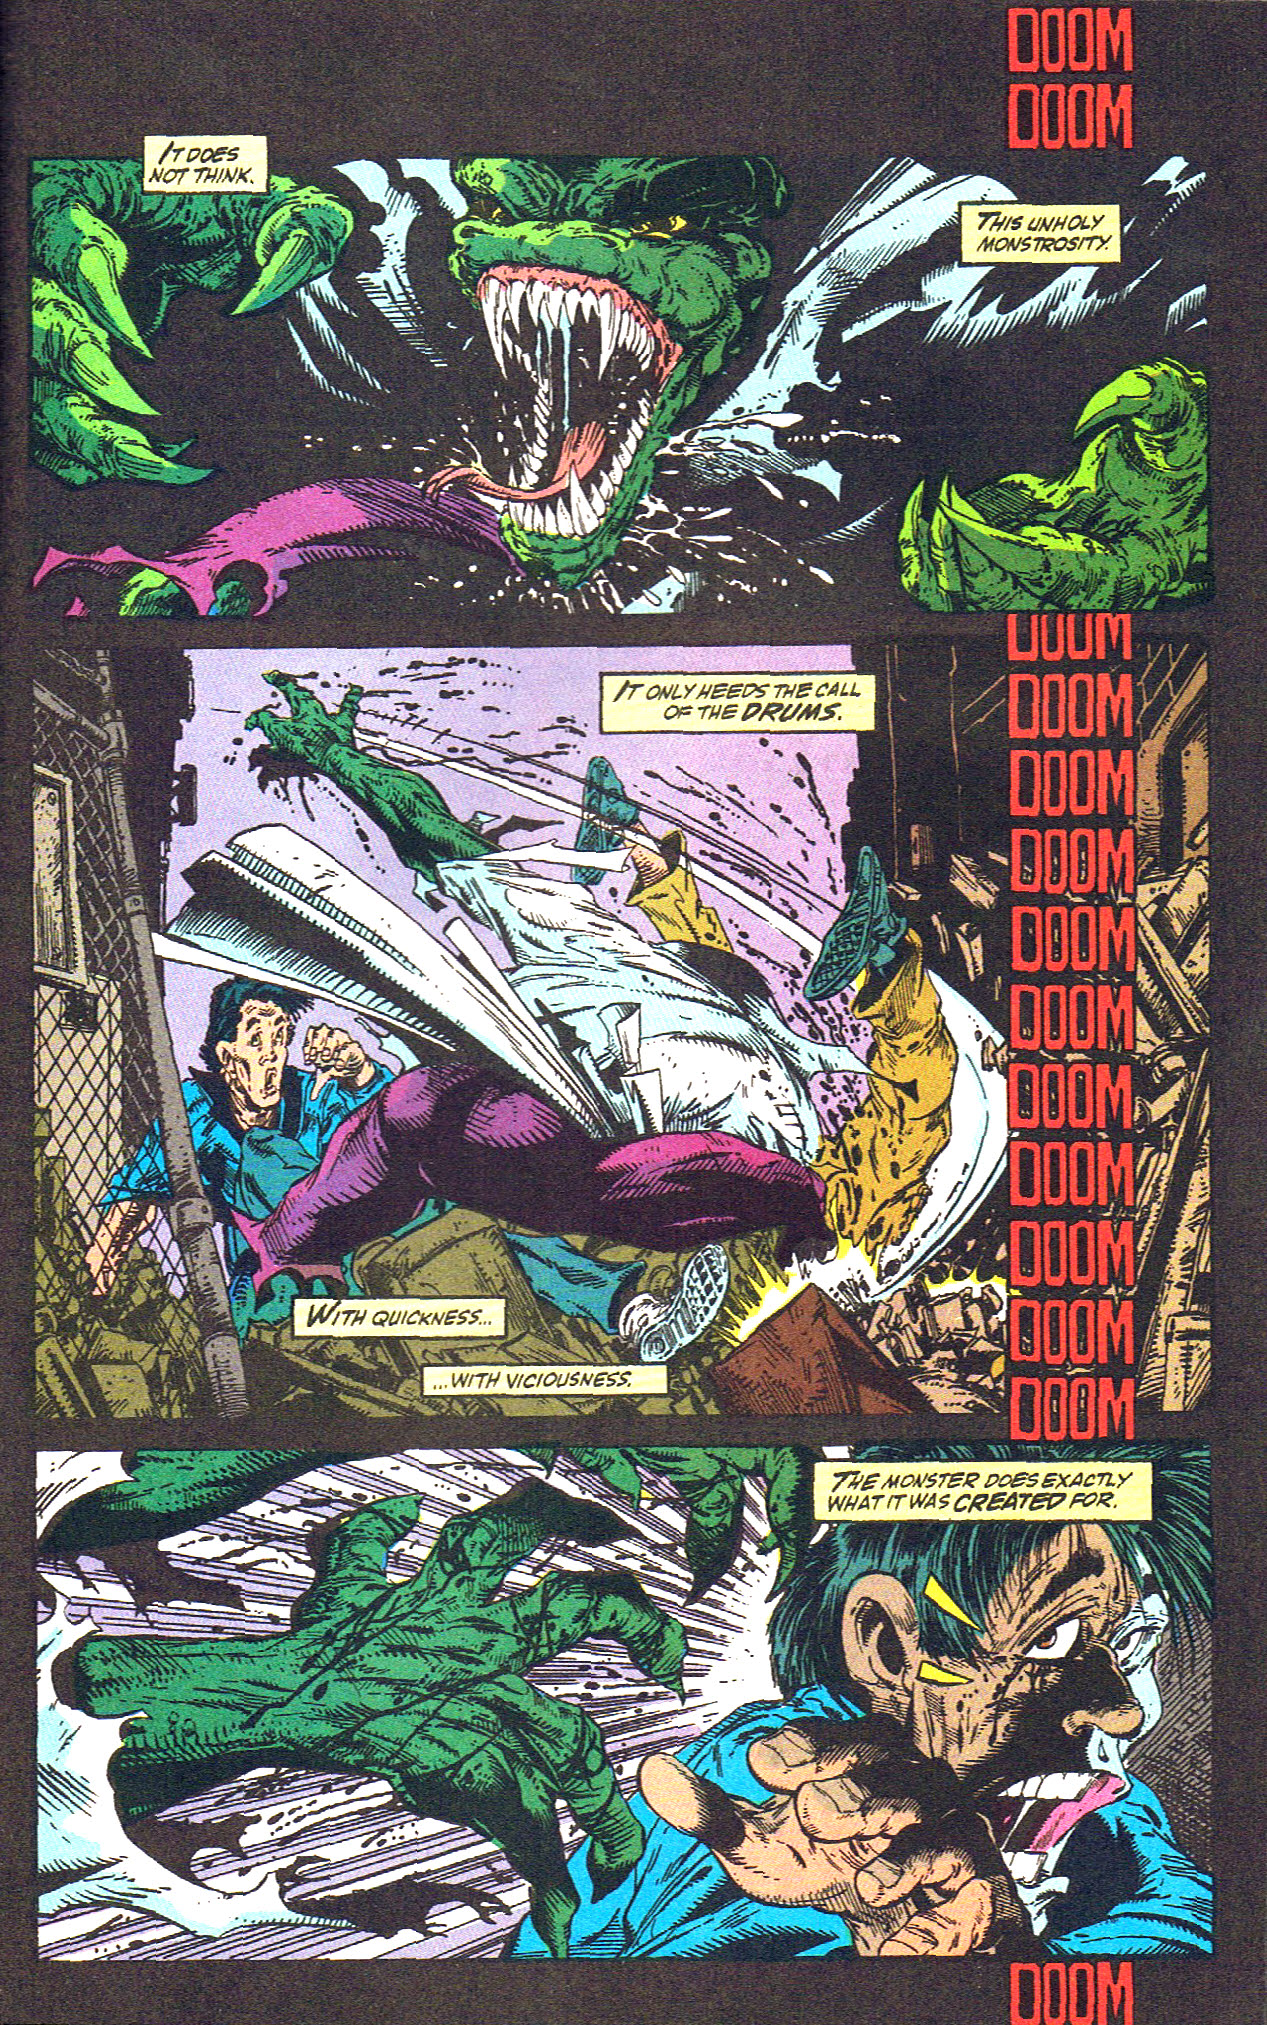 DOOM
DOOM
IT DOES
NOT THINK.
THIS UNHOLY
MONSTROSITY.
DOOM
IT ONLY HEEDS THE CALL
OF THE DRUMS.
DOOM
DOOM
DOOM
DOOM
DOOM
DOOM
DOOM
DOOM
WITH QUICKNESS...
DOOM
...WITH VICIOUSNESS.
DOOM
THE MONSTER DOES EXACTLY
WHAT IT WAS CREATED FOR.
DOOM